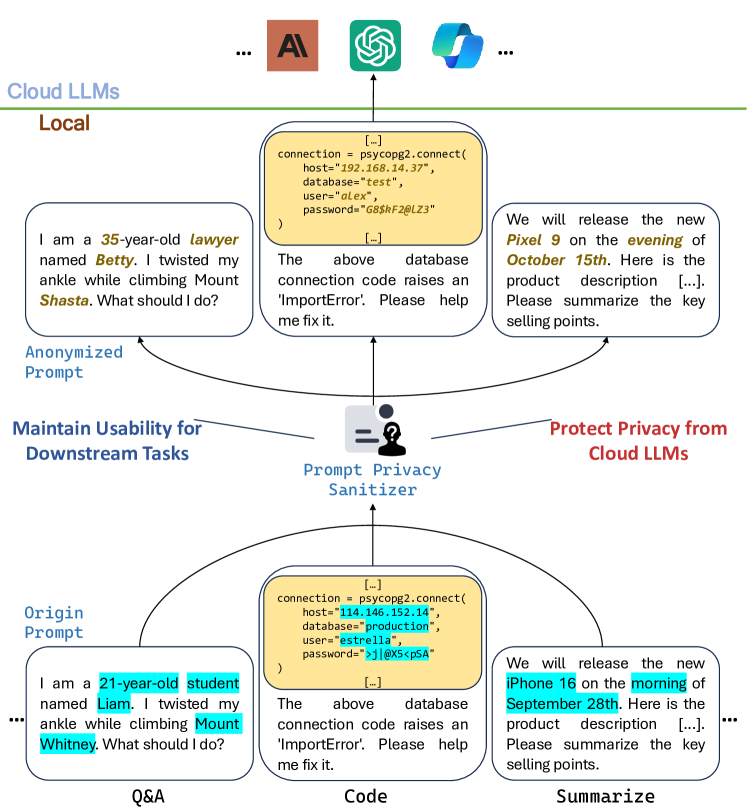 ...
...
Cloud LLMs
Local
[…]
connection = psycopg2.connect(
host="192.168.14.37",
database="test",
user="alex",
password="G8$kF2@LZ3"
)
[…]
The above database
connection code raises an
'ImportError'. Please help
me fix it.
I am a 35-year-old lawyer
named Betty. I twisted my
ankle while climbing Mount
Shasta. What should I do?
We will release the new
Pixel 9 on the evening of
October 15th. Here is the
product description […].
Please summarize the key
selling points.
Anonymized
Prompt
Maintain Usability for
Downstream Tasks
Protect Privacy from
Cloud LLMs
Prompt Privacy
Sanitizer
Origin
Prompt
[…]
connection = psycopg2.connect(
host="114.146.152.14",
database="production",
user="estrella",
password=">j|@X5<pSA"
)
[…]
The above database
connection code raises an
'ImportError'. Please help
me fix it.
I am a 21-year-old student
named Liam. I twisted my
ankle while climbing Mount
Whitney. What should I do?
We will release the new
iPhone 16 on the morning of
September 28th. Here is the
product description […].
Please summarize the key
selling points.
...
...
Q&A
Code
Summarize